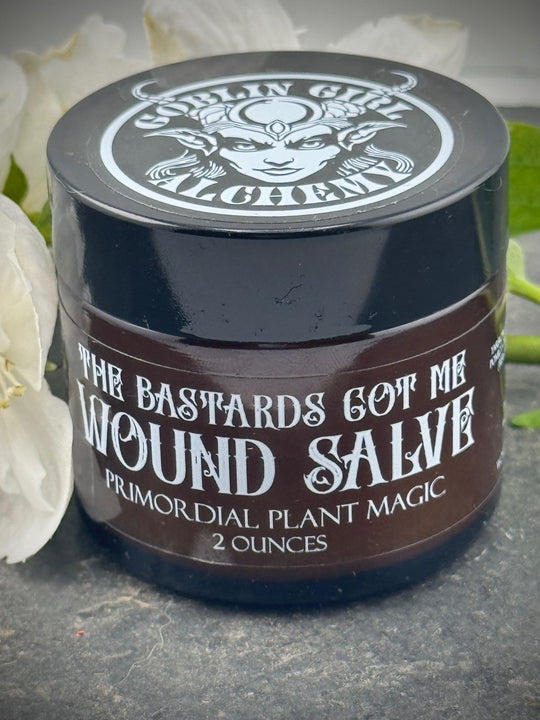 GOBLIN GIRL
ALCHEMY
THE BASTARDS GOT ME
WOUND SALVE
PRIMORDIAL PLANT MAGIC
2 OUNCES